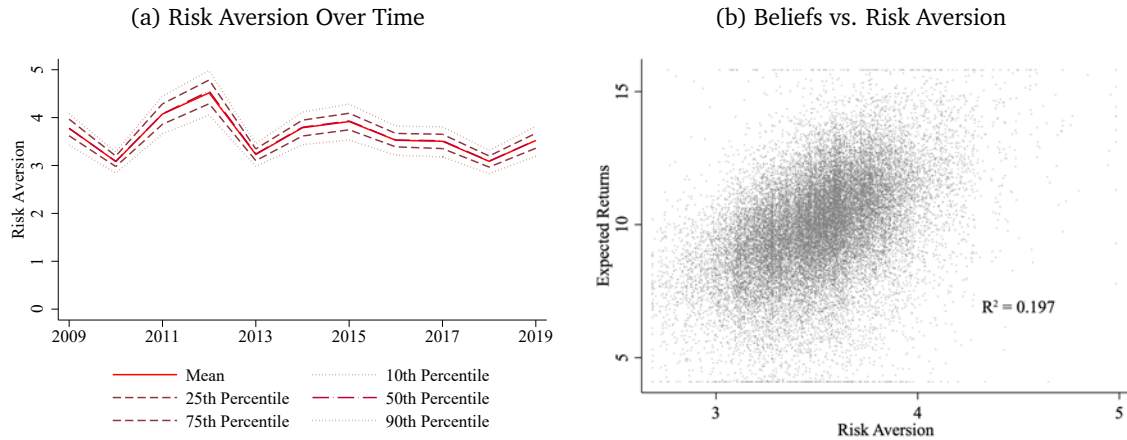 (a) Risk Aversion Over Time
Risk Aversion
5
4
3
2
1
0
2009
2011
2013
2015
2017
2019
Mean
10th Percentile
25th Percentile
50th Percentile
75th Percentile
90th Percentile
(b) Beliefs vs. Risk Aversion
Expected Returns
15
10
5
R² = 0.197
3
4
5
Risk Aversion